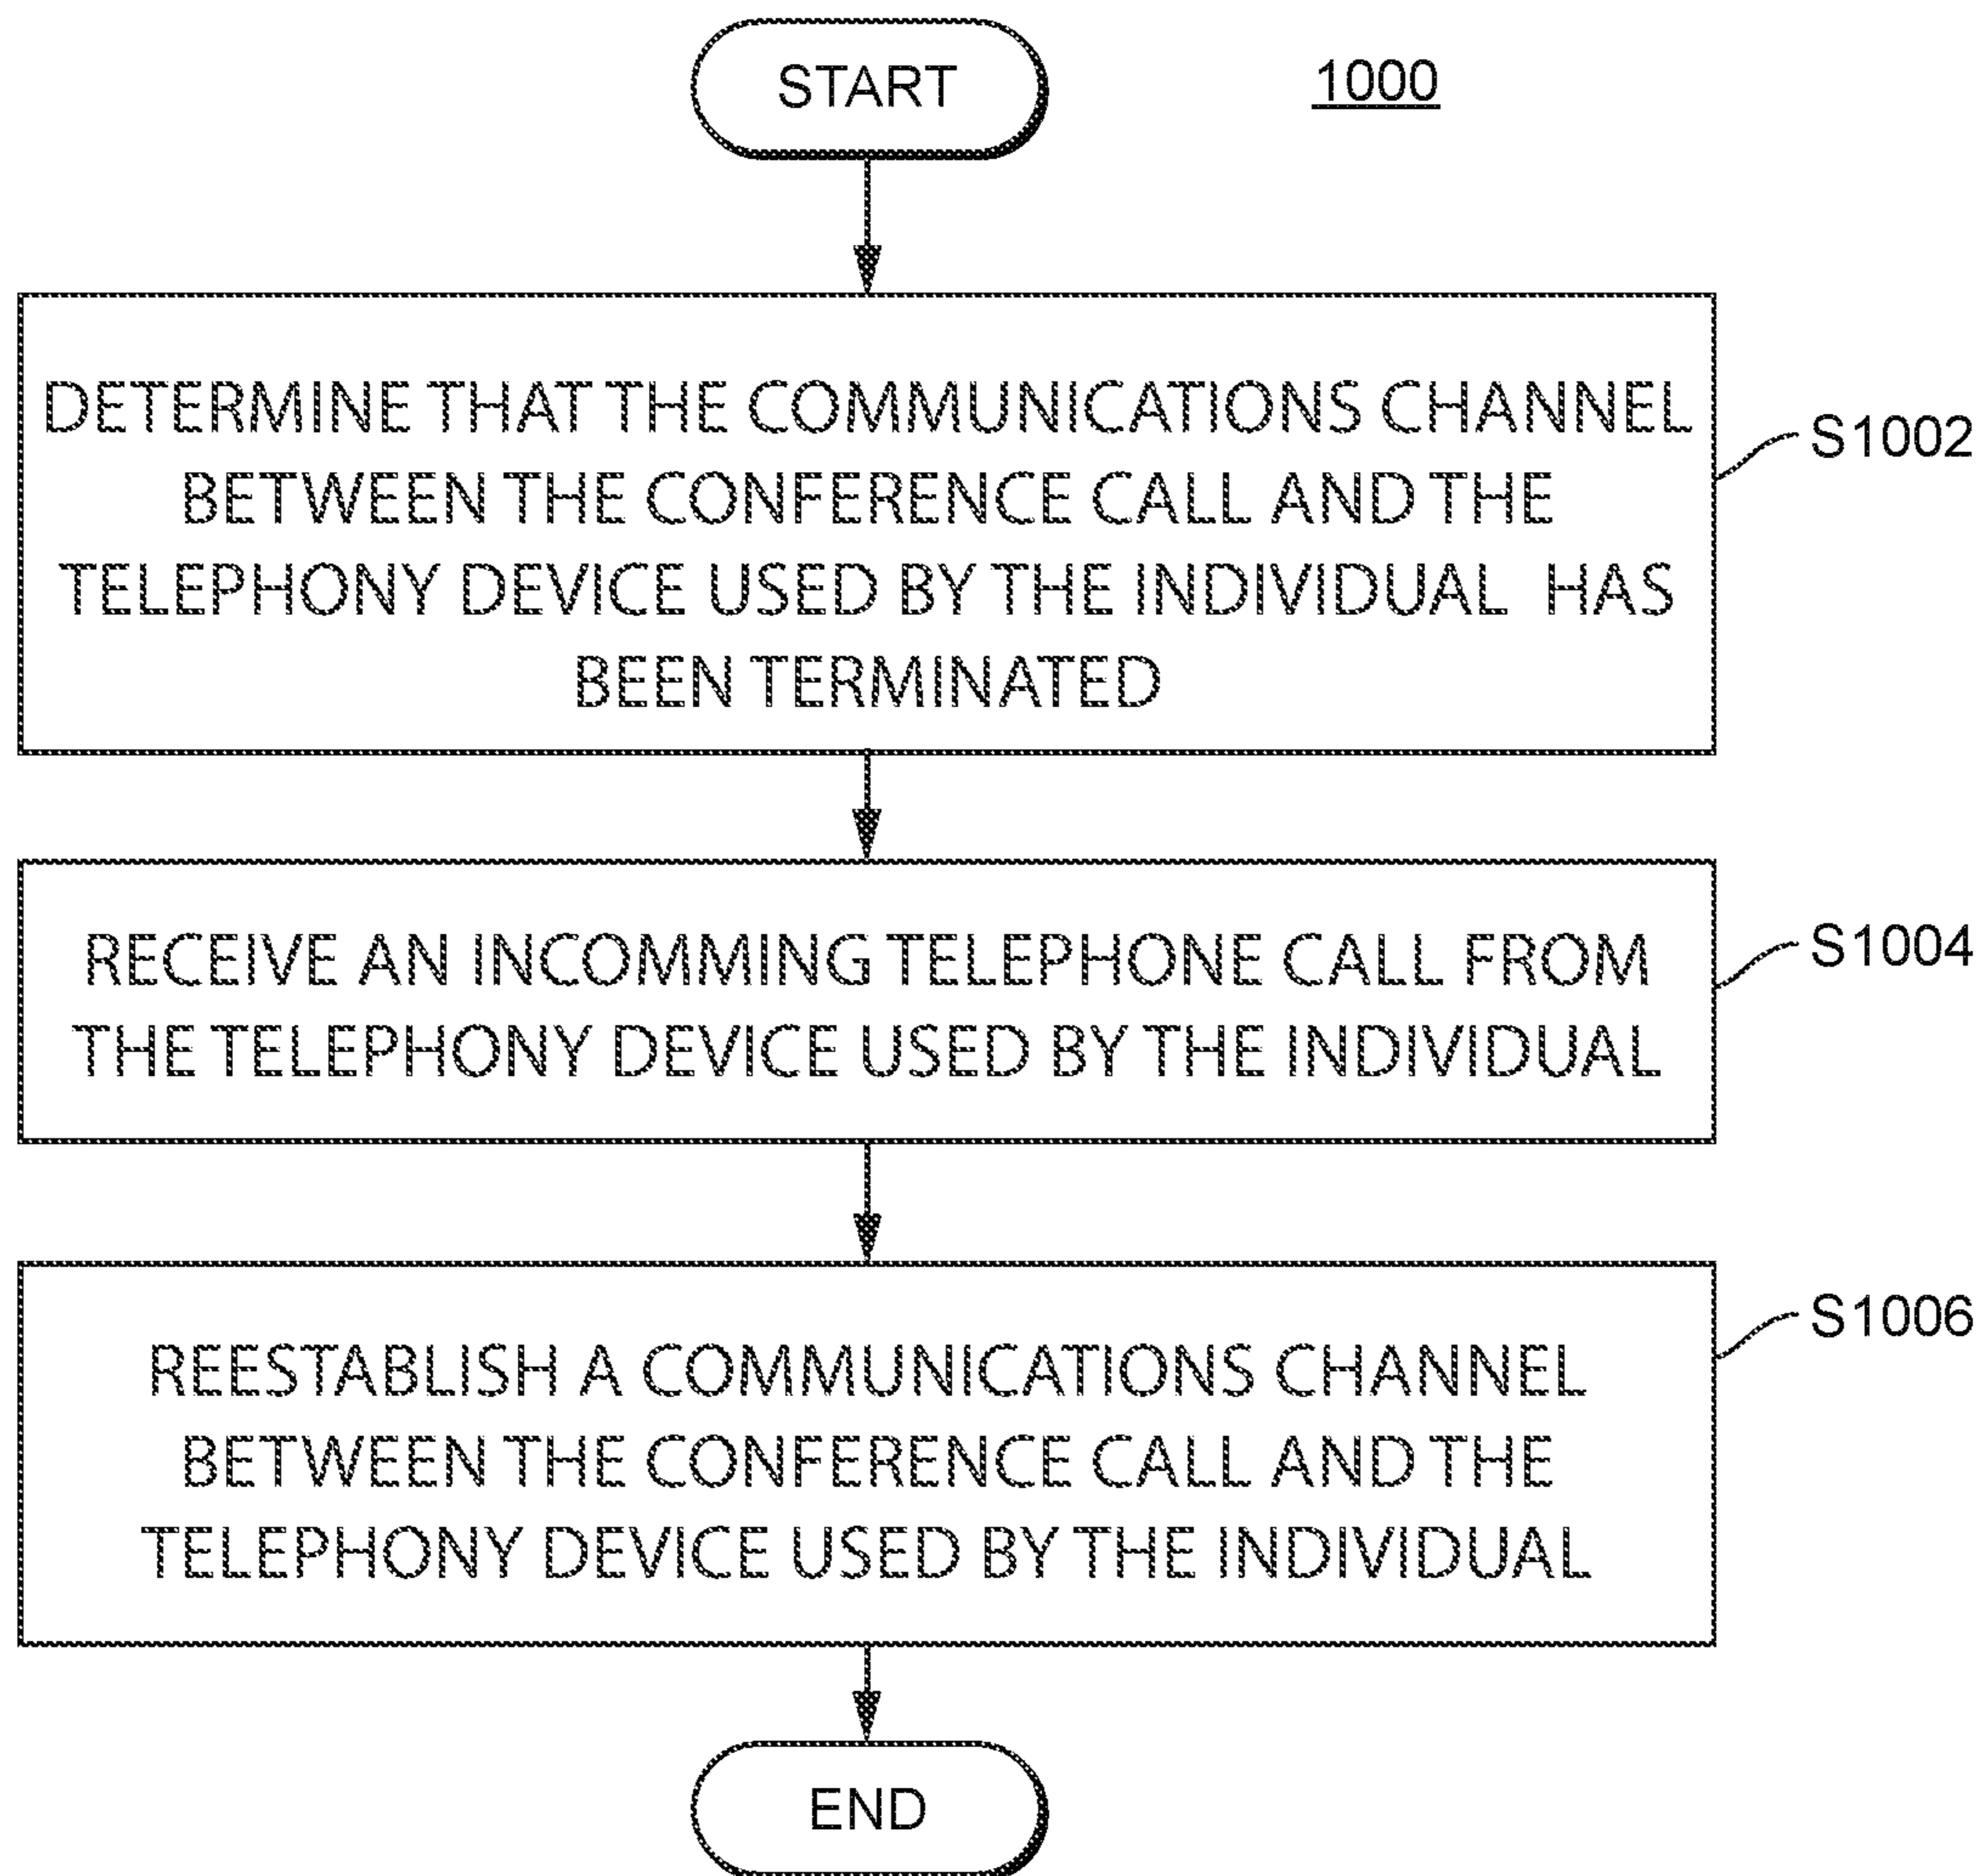 START
1000
DETERMINE THAT THE COMMUNICATIONS CHANNEL
BETWEEN THE CONFERENCE CALL AND THE
TELEPHONY DEVICE USED BY THE INDIVIDUAL HAS
BEEN TERMINATED
S1002
RECEIVE AN INCOMMING TELEPHONE CALL FROM
THE TELEPHONY DEVICE USED BY THE INDIVIDUAL
S1004
REESTABLISH A COMMUNICATIONS CHANNEL
BETWEEN THE CONFERENCE CALL AND THE
TELEPHONY DEVICE USED BY THE INDIVIDUAL
S1006
END